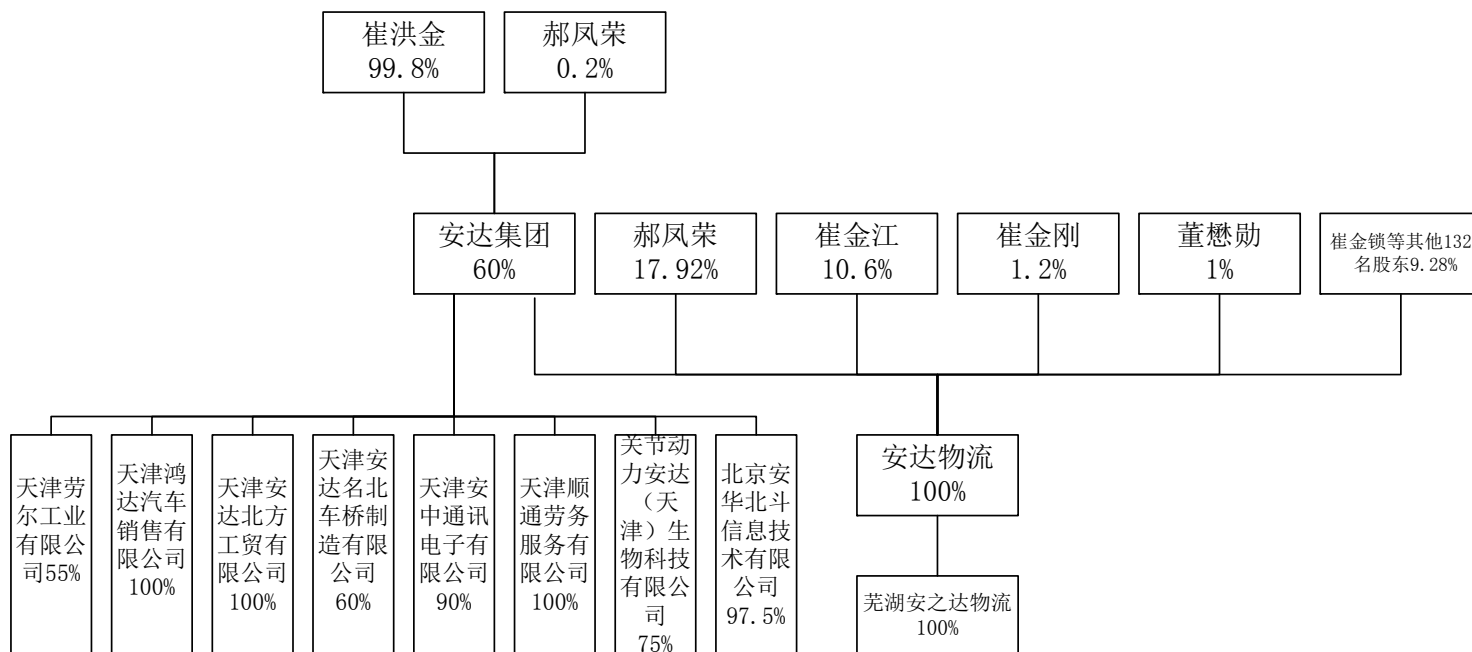 崔洪金
99.8%
郝凤荣
0.2%
安达集团
60%
郝凤荣
17.92%
崔金江
10.6%
崔金刚
1.2%
董懋勋
1%
崔金锁等其他132
名股东9.28%
天津劳
尔工业
有限公
司55%
天津鸿
达汽车
销售有
限公司
100%
天津安
达北方
工贸有
限公司
100%
天津安
达名北
车桥制
造有限
公司
60%
天津安
中通讯
电子有
限公司
90%
天津顺
通劳务
服务有
限公司
100%
关节动
力安达
（天
津）生
物科技
有限公
司
75%
北京安
华北斗
信息技
术有限
公司
97.5%
安达物流
100%
芜湖安之达物流
100%